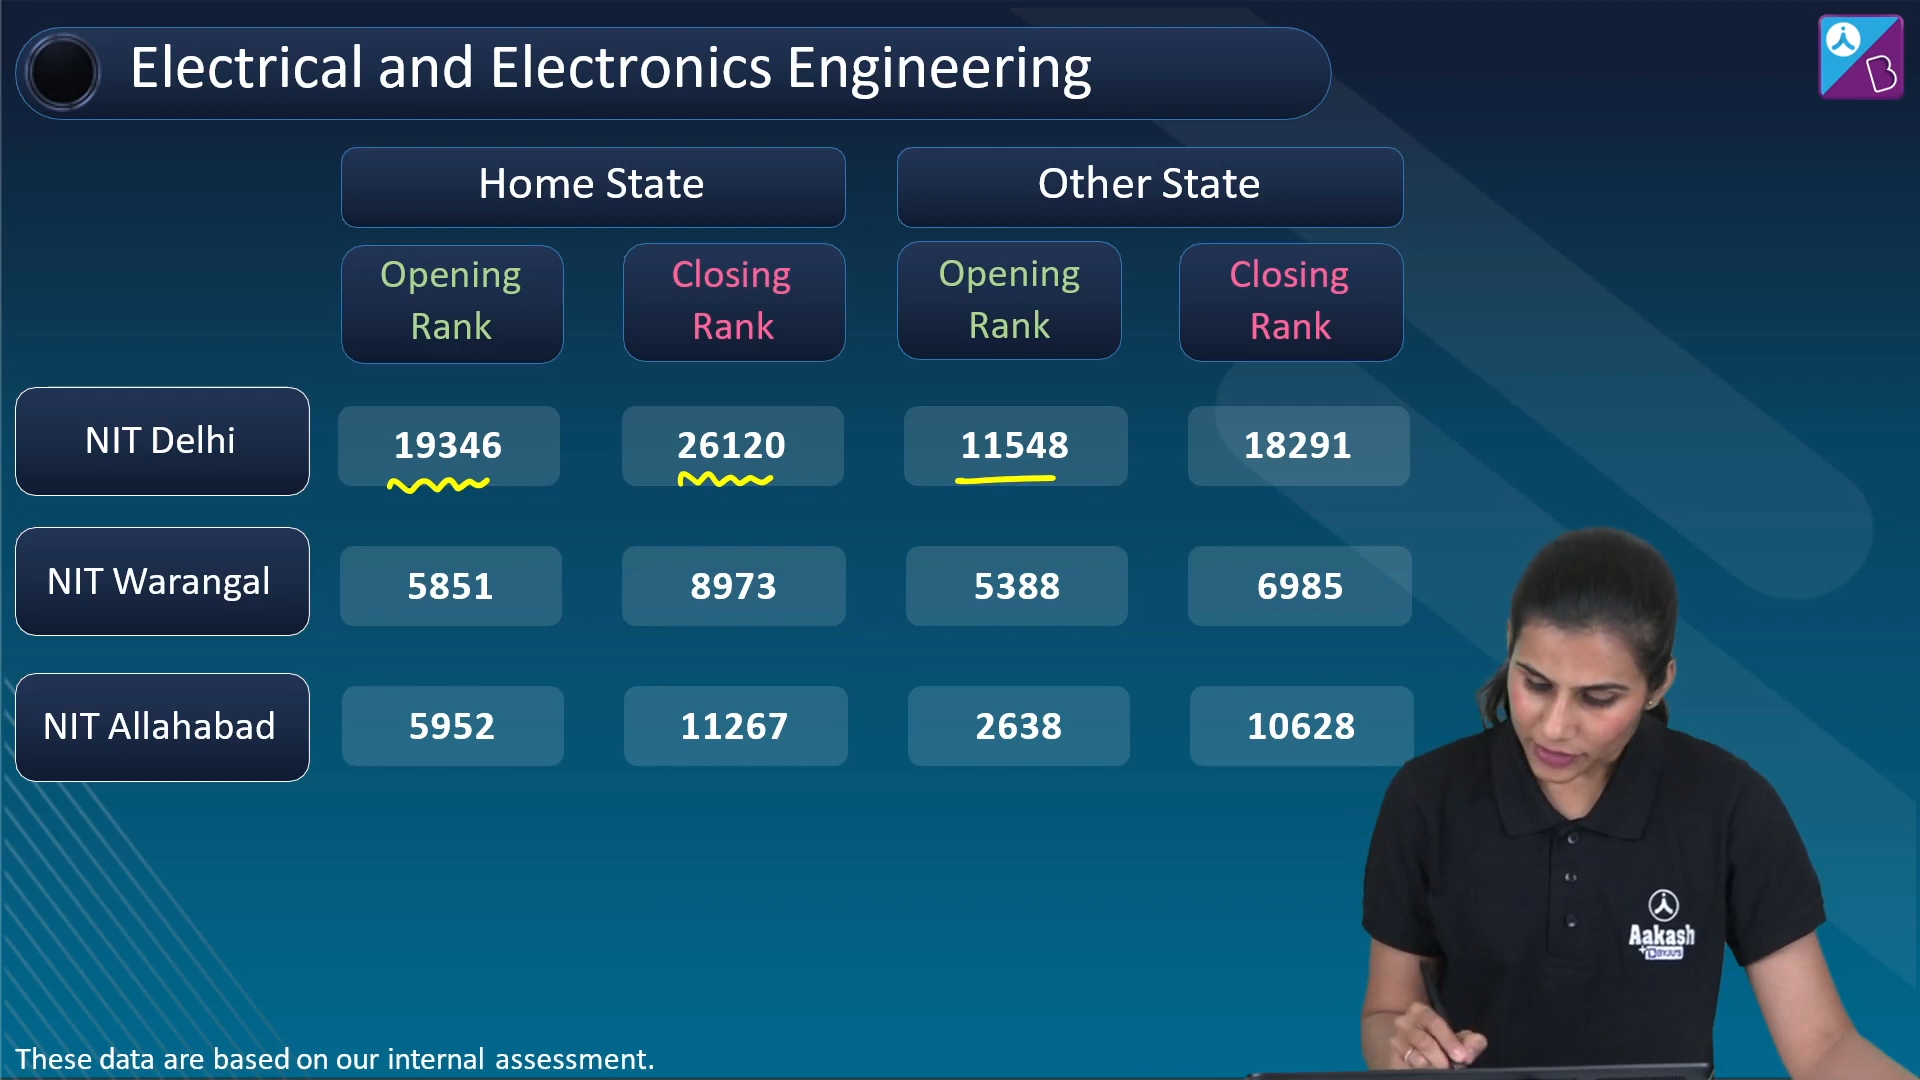 Electrical and Electronics Engineering
Home State
Other State
Opening
Rank
Closing
Rank
Opening
Rank
Closing
Rank
NIT Delhi
19346
26120
11548
18291
NIT Warangal
5851
8973
5388
6985
NIT Allahabad
5952
11267
2638
10628
Aakash
+BYJU'S
These data are based on our internal assessment.